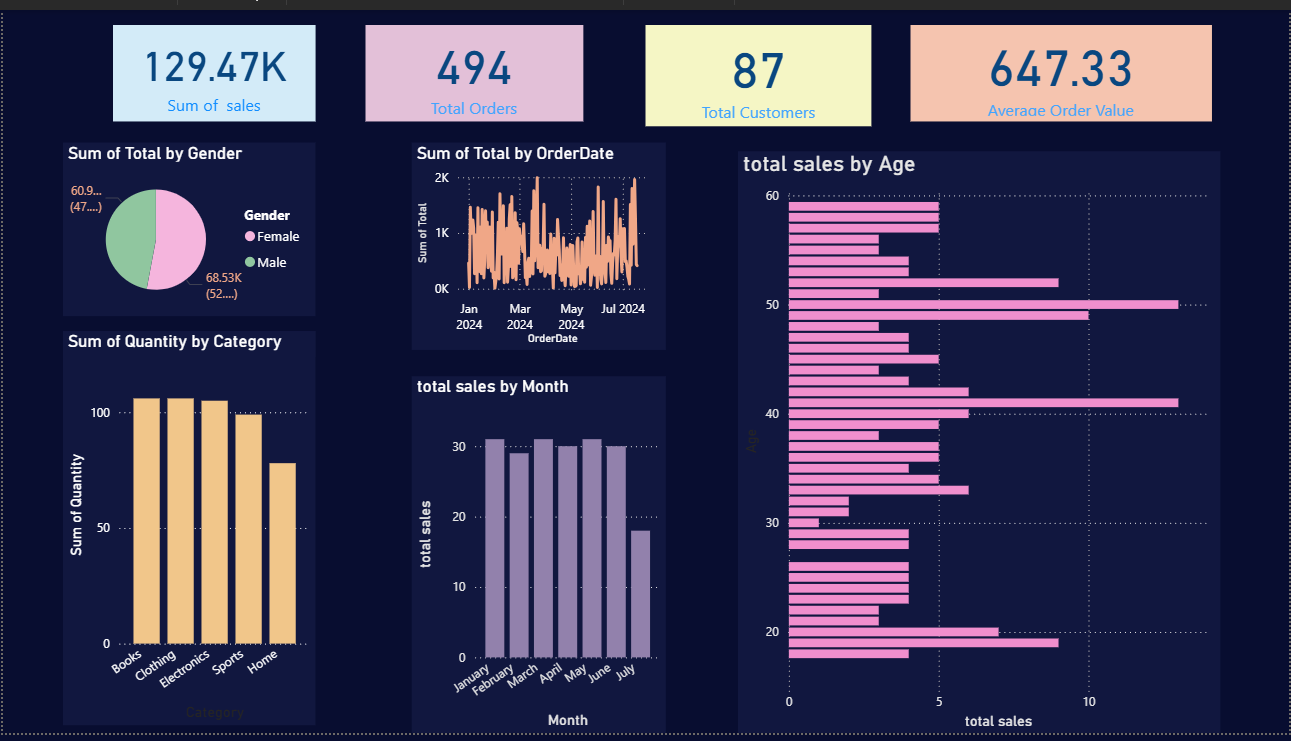 129.47K
Sum of sales
494
Total Orders
87
Total Customers
647.33
Average Order Value
Sum of Total by Gender
60.9...
(47....)
Gender
Female
Male
68.53K
(52....)
Sum of Total by OrderDate
Sum of Total
2K
1K
0K
Jan
2024
Mar
2024
May
2024
Jul 2024
OrderDate
total sales by Age
Age
60
50
40
30
20
0
5
10
total sales
Sum of Quantity by Category
Sum of Quantity
100
50
0
Books
Clothing
Electronics
Sports
Home
Category
total sales by Month
total sales
30
20
10
0
January
February
March
April
May
June
July
Month